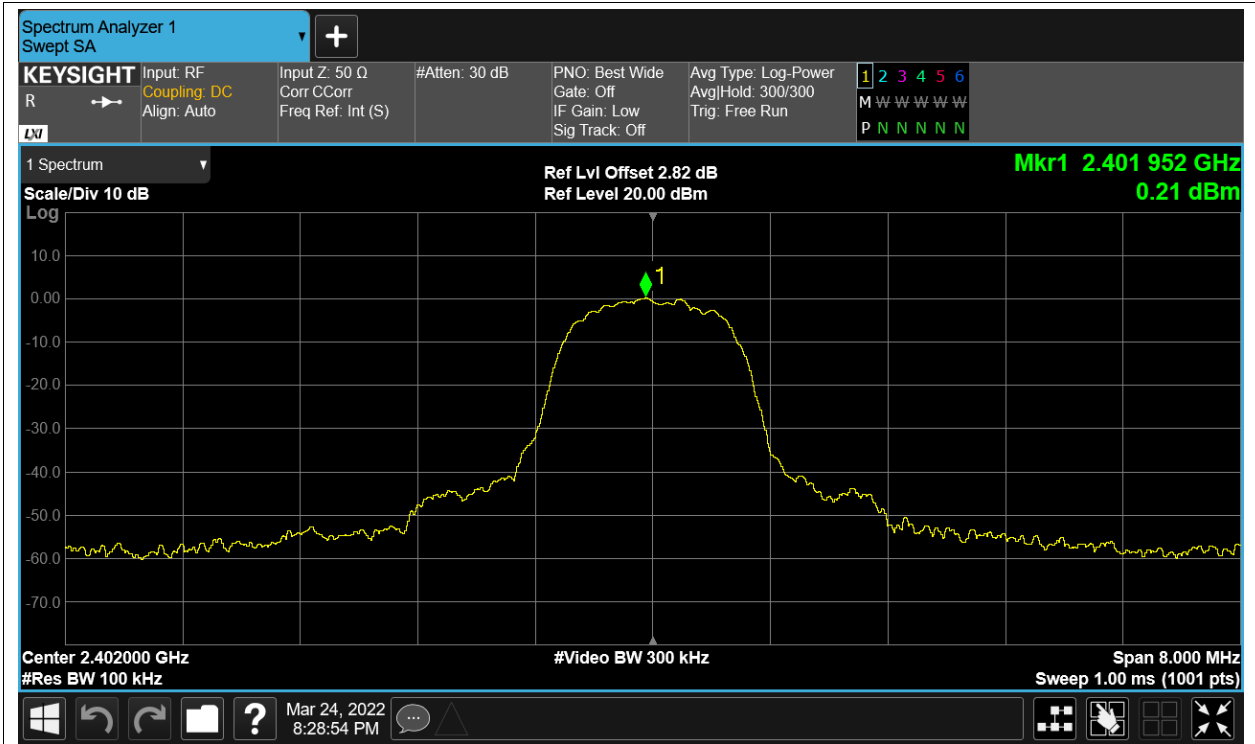 Spectrum Analyzer 1
Swept SA
KEYSIGHT
R
LXI
Input: RF
Coupling: DC
Align: Auto
Input Z: 50 Ω
Corr CCorr
Freq Ref: Int (S)
#Atten: 30 dB
PNO: Best Wide
Gate: Off
IF Gain: Low
Sig Track: Off
Avg Type: Log-Power
Avg|Hold: 300/300
Trig: Free Run
1 2 3 4 5 6
M W W W W W
P N N N N N
1 Spectrum
Scale/Div 10 dB
Log
Ref Lvl Offset 2.82 dB
Ref Level 20.00 dBm
Mkr1 2.401 952 GHz
0.21 dBm
10.0
1
0.00
-10.0
-20.0
-30.0
-40.0
-50.0
-60.0
-70.0
Center 2.402000 GHz
#Video BW 300 kHz
Span 8.000 MHz
#Res BW 100 kHz
Sweep 1.00 ms (1001 pts)
?
Mar 24, 2022
8:28:54 PM